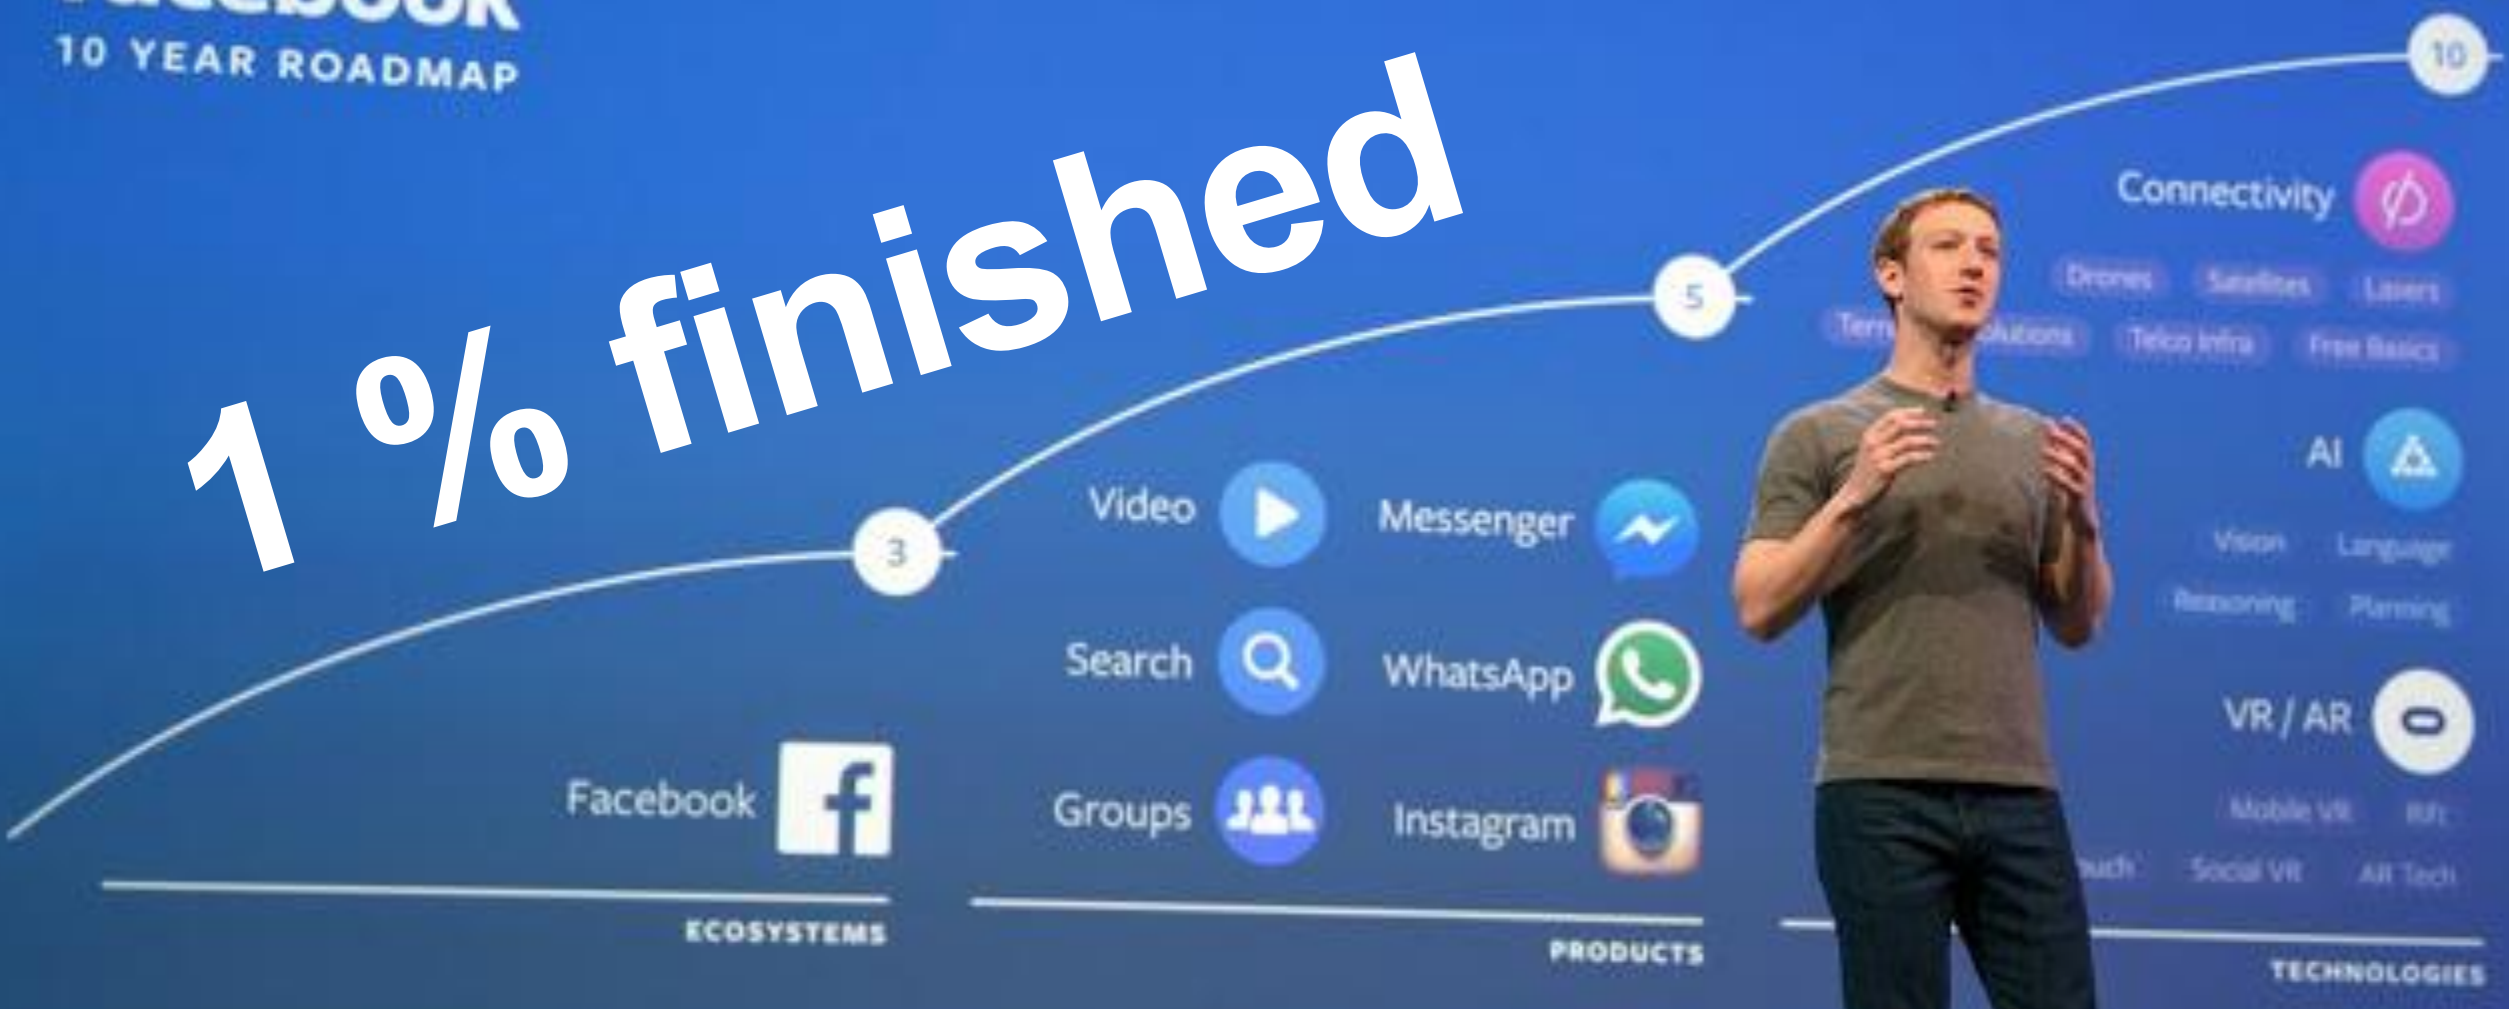 facebook
10 YEAR ROADMAP
1 % finished
3
5
10
Facebook
ECOSYSTEMS
Video
Messenger
Search
WhatsApp
Groups
Instagram
PRODUCTS
Connectivity
Drones Satellites Lasers
Telco Infra Free Basics
AI
Vision Language
Reasoning Planning
VR / AR
Mobile VR Rift
Social VR AR Tech
TECHNOLOGIES